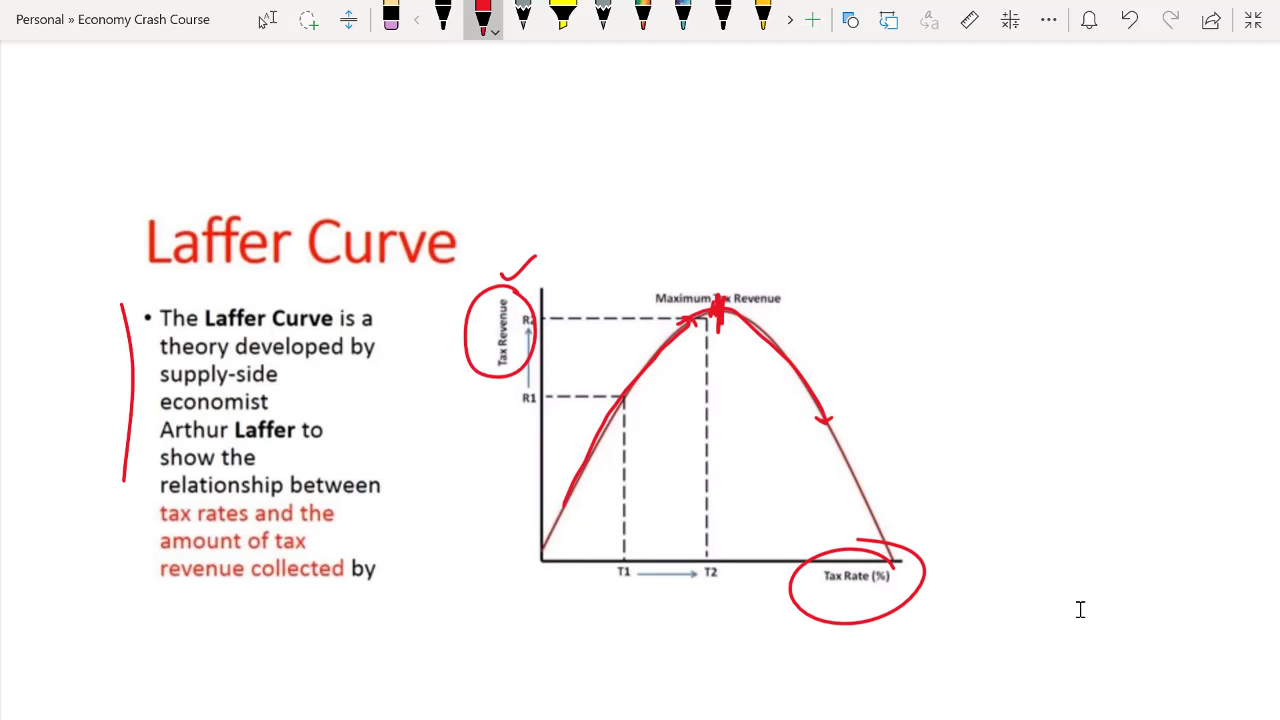 Personal » Economy Crash Course
Laffer Curve
• The Laffer Curve is a
theory developed by
supply-side
economist
Arthur Laffer to
show the
relationship between
tax rates and the
amount of tax
revenue collected by
Tax Revenue
Maximum Tax Revenue
R2
R1
T1
T2
Tax Rate (%)